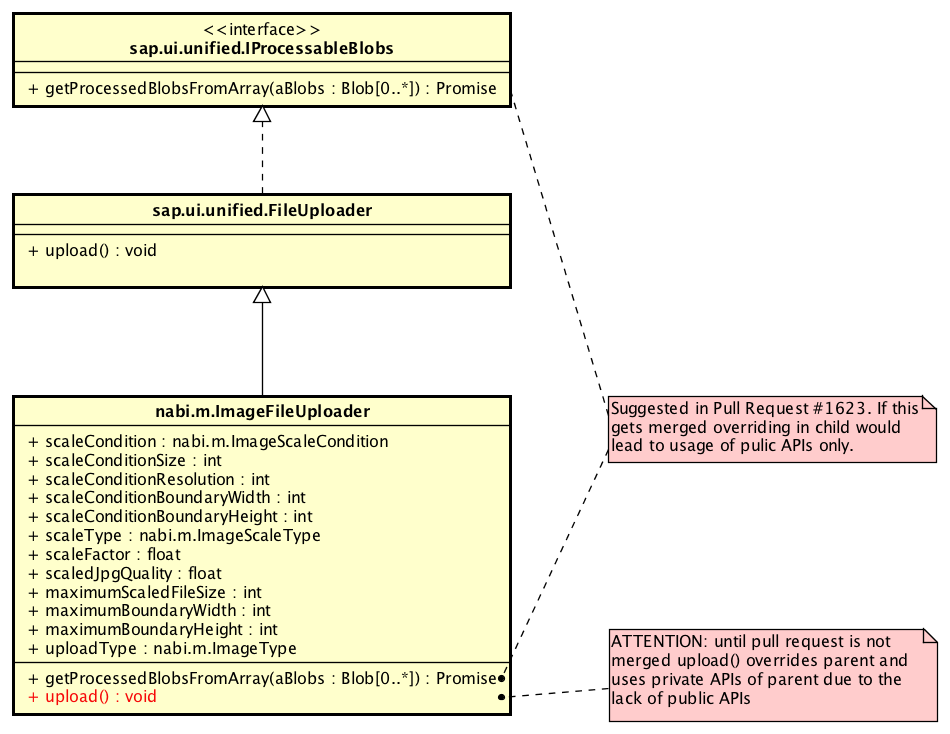 <<interface>>
sap.ui.unified.IProcessableBlobs
+ getProcessedBlobsFromArray(aBlobs : Blob[0..*]) : Promise
sap.ui.unified.FileUploader
+ upload() : void
nabi.m.ImageFileUploader
+ scaleCondition : nabi.m.ImageScaleCondition
+ scaleConditionSize : int
+ scaleConditionResolution : int
+ scaleConditionBoundaryWidth : int
+ scaleConditionBoundaryHeight : int
+ scaleType : nabi.m.ImageScaleType
+ scaleFactor : float
+ scaledJpgQuality : float
+ maximumScaledFileSize : int
+ maximumBoundaryWidth : int
+ maximumBoundaryHeight : int
+ uploadType : nabi.m.ImageType
+ getProcessedBlobsFromArray(aBlobs : Blob[0..*]) : Promise
+ upload() : void
Suggested in Pull Request #1623. If this
gets merged overriding in child would
lead to usage of pulic APIs only.
ATTENTION: until pull request is not
merged upload() overrides parent and
uses private APIs of parent due to the
lack of public APIs